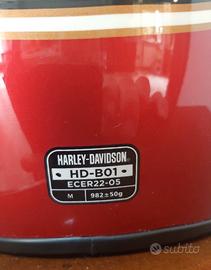 HARLEY-DAVIDSON
HD-B01
ECER22-05
M 982±50g
subito